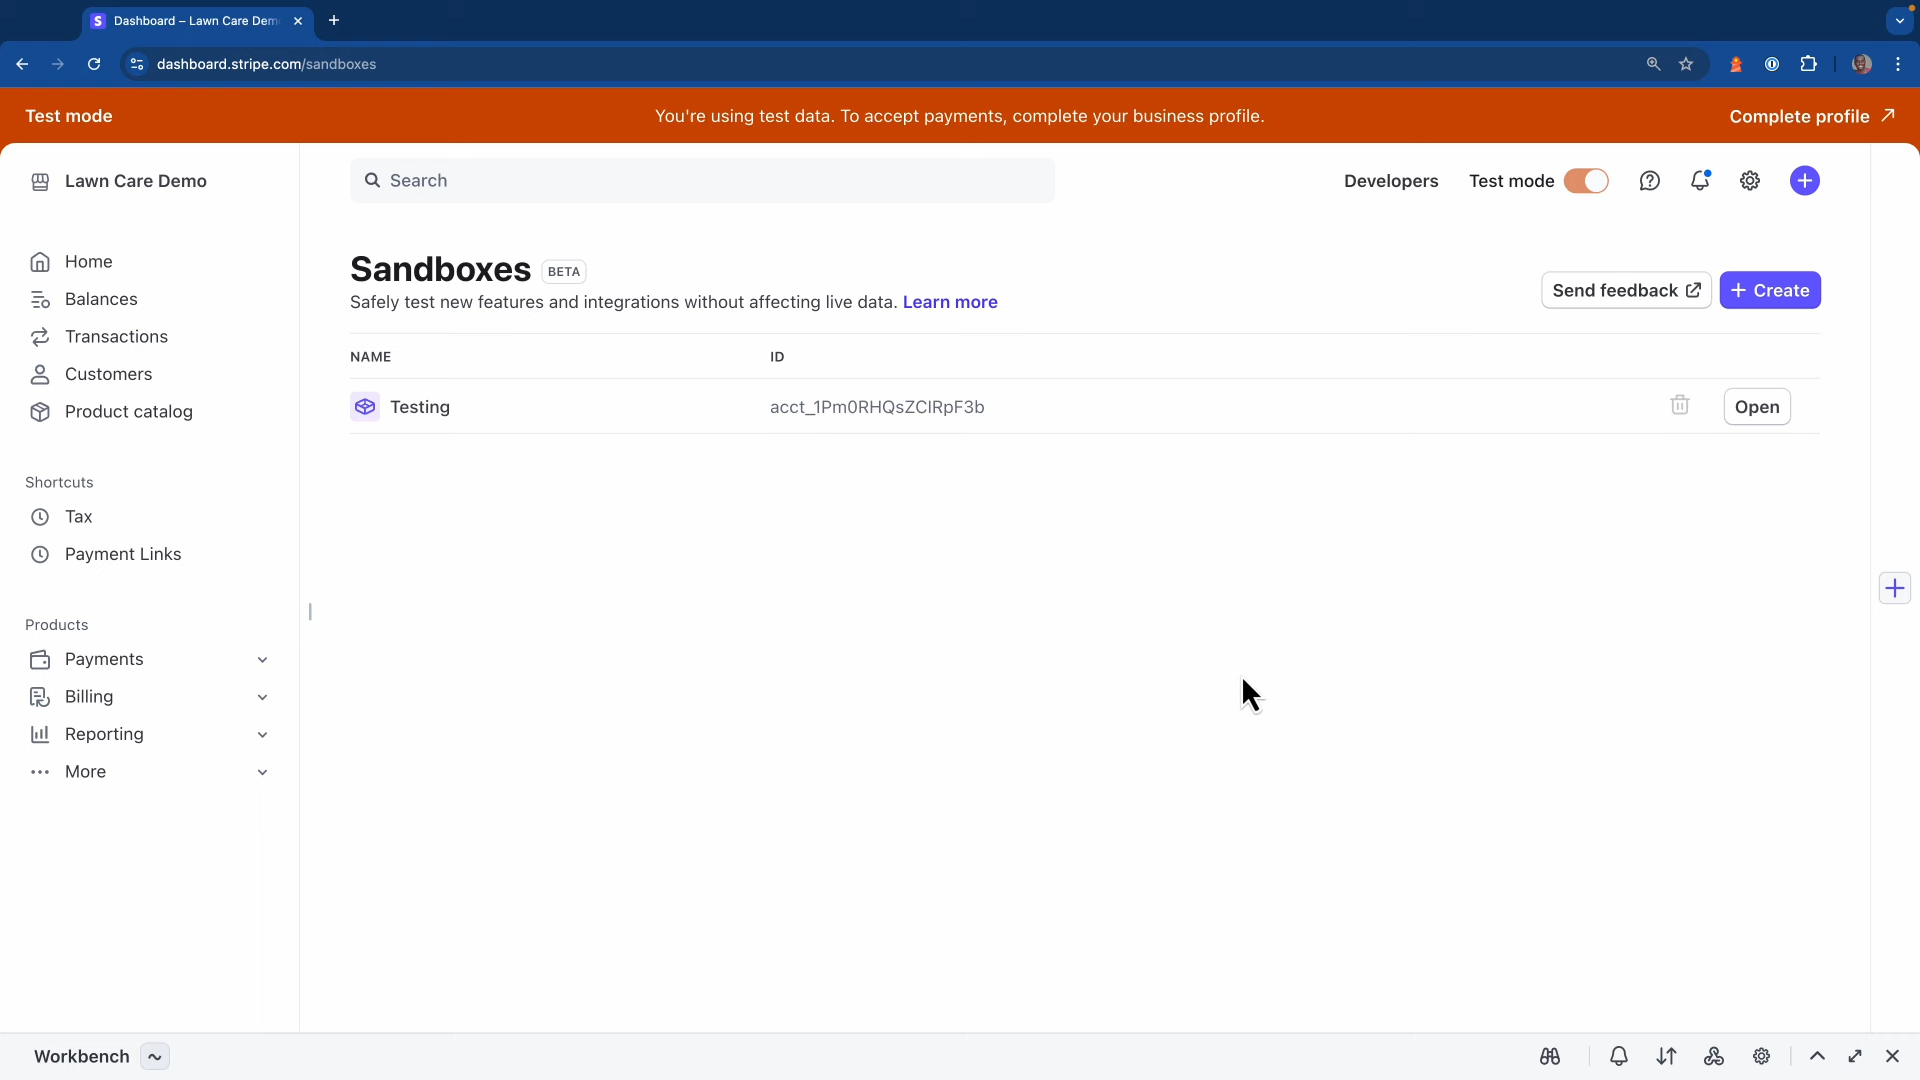 Dashboard – Lawn Care Dem
dashboard.stripe.com/sandboxes
Test mode
You're using test data. To accept payments, complete your business profile.
Complete profile
Lawn Care Demo
Search
Developers
Test mode
Home
Balances
Transactions
Customers
Product catalog
Shortcuts
Tax
Payment Links
Products
Payments
Billing
Reporting
More
Sandboxes BETA
Safely test new features and integrations without affecting live data. Learn more
Send feedback
+ Create
NAME ID
Testing acct_1Pm0RHQsZCIRpF3b Open
Workbench ~